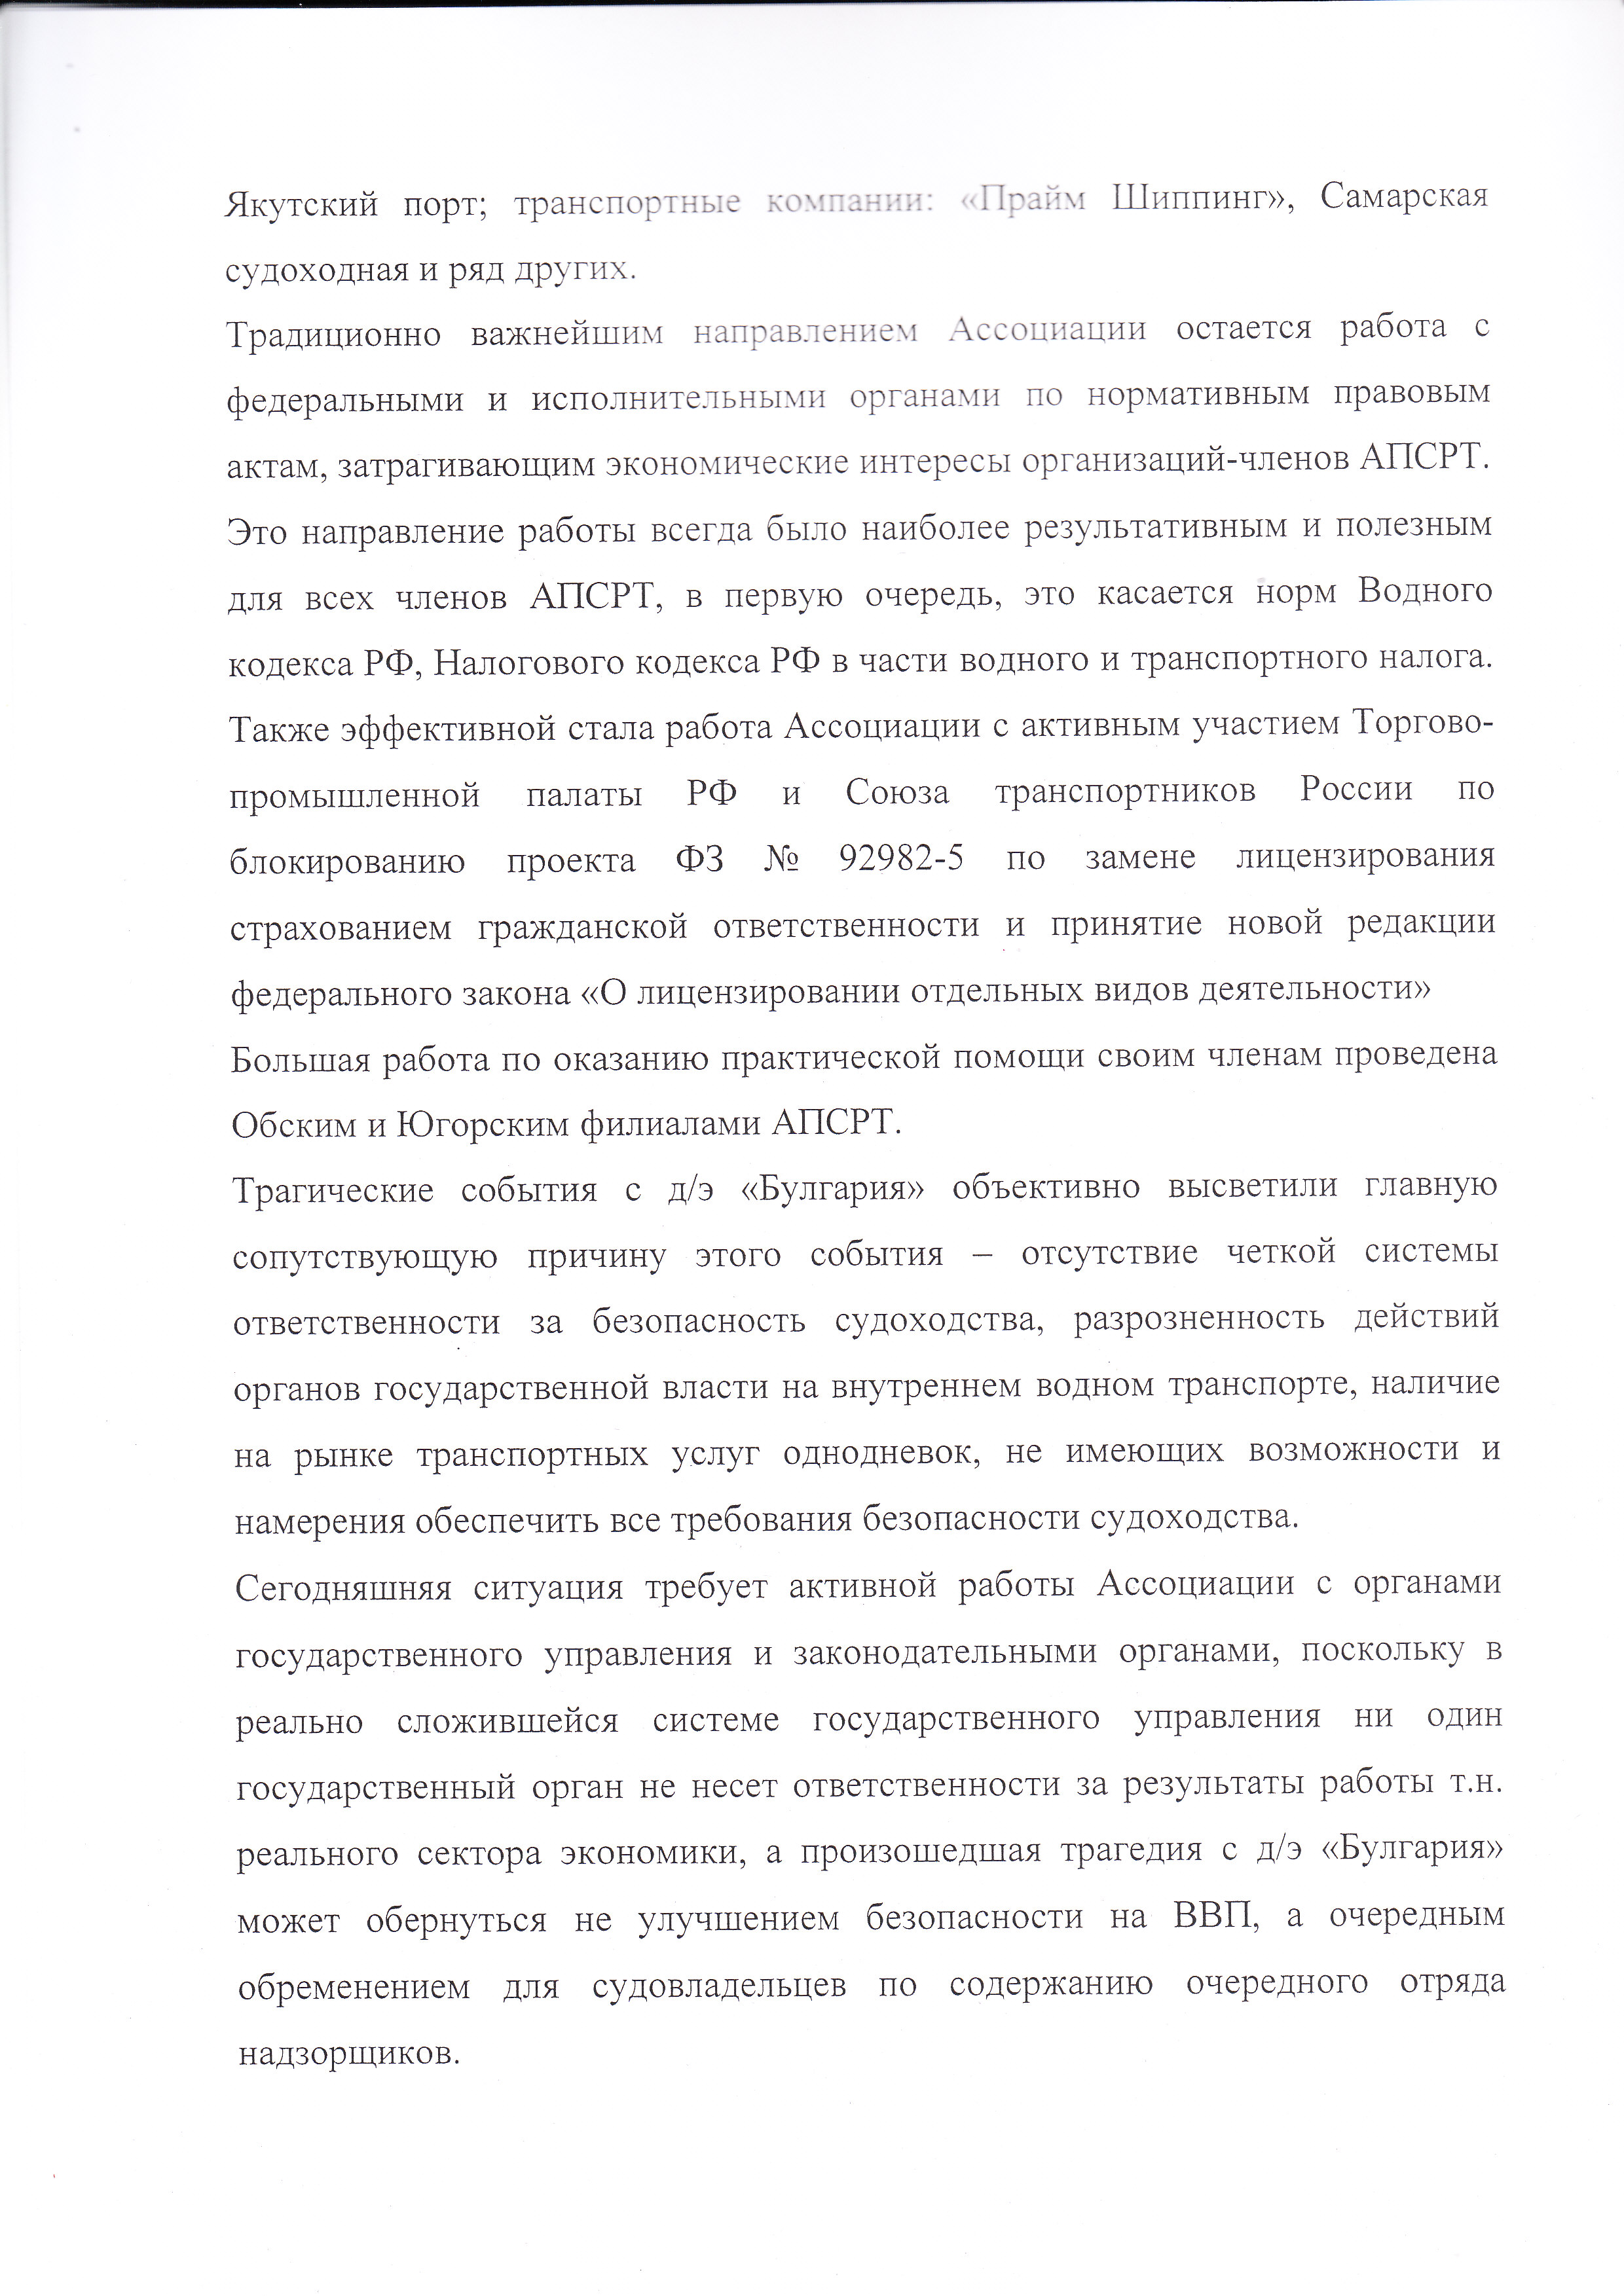 Якутский порт; транспортные компании: «Прайм Шиппинг», Самарская
судоходная и ряд других.
Традиционно важнейшим направлением Ассоциации остается работа с
федеральными и исполнительными органами по нормативным правовым
актам, затрагивающим экономические интересы организаций-членов АПСРТ.
Это направление работы всегда было наиболее результативным и полезным
для всех членов АПСРТ, в первую очередь, это касается норм Водного
кодекса РФ, Налогового кодекса РФ в части водного и транспортного налога.
Также эффективной стала работа Ассоциации с активным участием Торгово-
промышленной палаты РФ и Союза транспортников России по
блокированию проекта ФЗ № 92982-5 по замене лицензирования
страхованием гражданской ответственности и принятие новой редакции
федерального закона «О лицензировании отдельных видов деятельности»
Большая работа по оказанию практической помощи своим членам проведена
Обским и Югорским филиалами АПСРТ.
Трагические события с д/э «Булгария» объективно высветили главную
сопутствующую причину этого события – отсутствие четкой системы
ответственности за безопасность судоходства, разрозненность действий
органов государственной власти на внутреннем водном транспорте, наличие
на рынке транспортных услуг однодневок, не имеющих возможности и
намерения обеспечить все требования безопасности судоходства.
Сегодняшняя ситуация требует активной работы Ассоциации с органами
государственного управления и законодательными органами, поскольку в
реально сложившейся системе государственного управления ни один
государственный орган не несет ответственности за результаты работы т.н.
реального сектора экономики, а произошедшая трагедия с д/э «Булгария»
может обернуться не улучшением безопасности на ВВП, а очередным
обременением для судовладельцев по содержанию очередного отряда
надзорщиков.